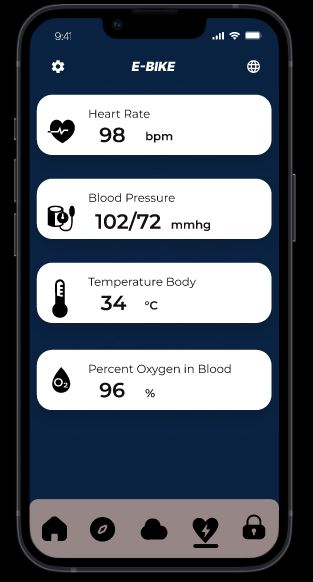 9:41
E-BIKE
Heart Rate
98 bpm
Blood Pressure
102/72 mmhg
Temperature Body
34 °C
Percent Oxygen in Blood
O₂
96 %